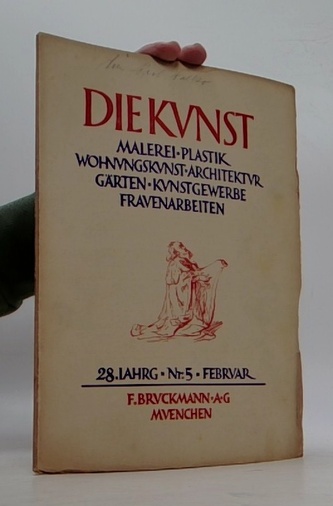 DIE KVNST
MALEREI·PLASTIK
WOHNVNGSKVNST·ARCHITEKTVR
GÄRTEN·KVNSTGEWERBE
FRAVENARBEITEN
28.IAHRG·Nr.5·FEBRVAR
F.BRVCKMANN·A·G
MVENCHEN